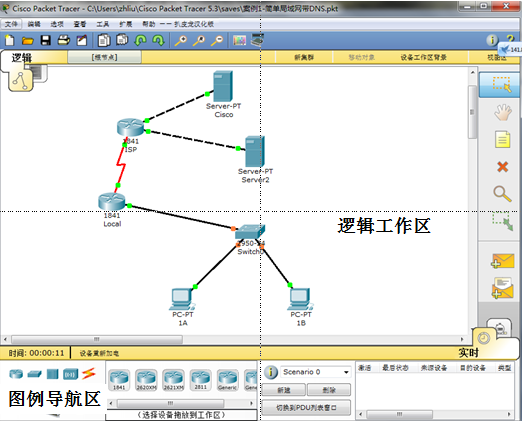 Cisco Packet Tracer - C:\Users\zhliu\Cisco Packet Tracer 5.3\saves\案例1-简单局域网带DNS.pkt
文件 编辑 选项 查看 工具 扩展 帮助 -- 扒皮龙汉化版
逻辑 [根节点] 新集群 移动对象 设备工作区背景
Server-PT
Cisco
1841
ISP
Server-PT
Server2
1841
Local
逻辑工作区
2950-24
Switch0
PC-PT
1A
PC-PT
1B
时间: 00:00:11 设备重新加电 实时
图例导航区
1841 2620XM 2621XM 2811 Generic Generic
(选择设备拖放到工作区)
Scenario 0
新建 删除
切换到PDU列表窗口
激活 最后状态 来源设备 目的设备 类型